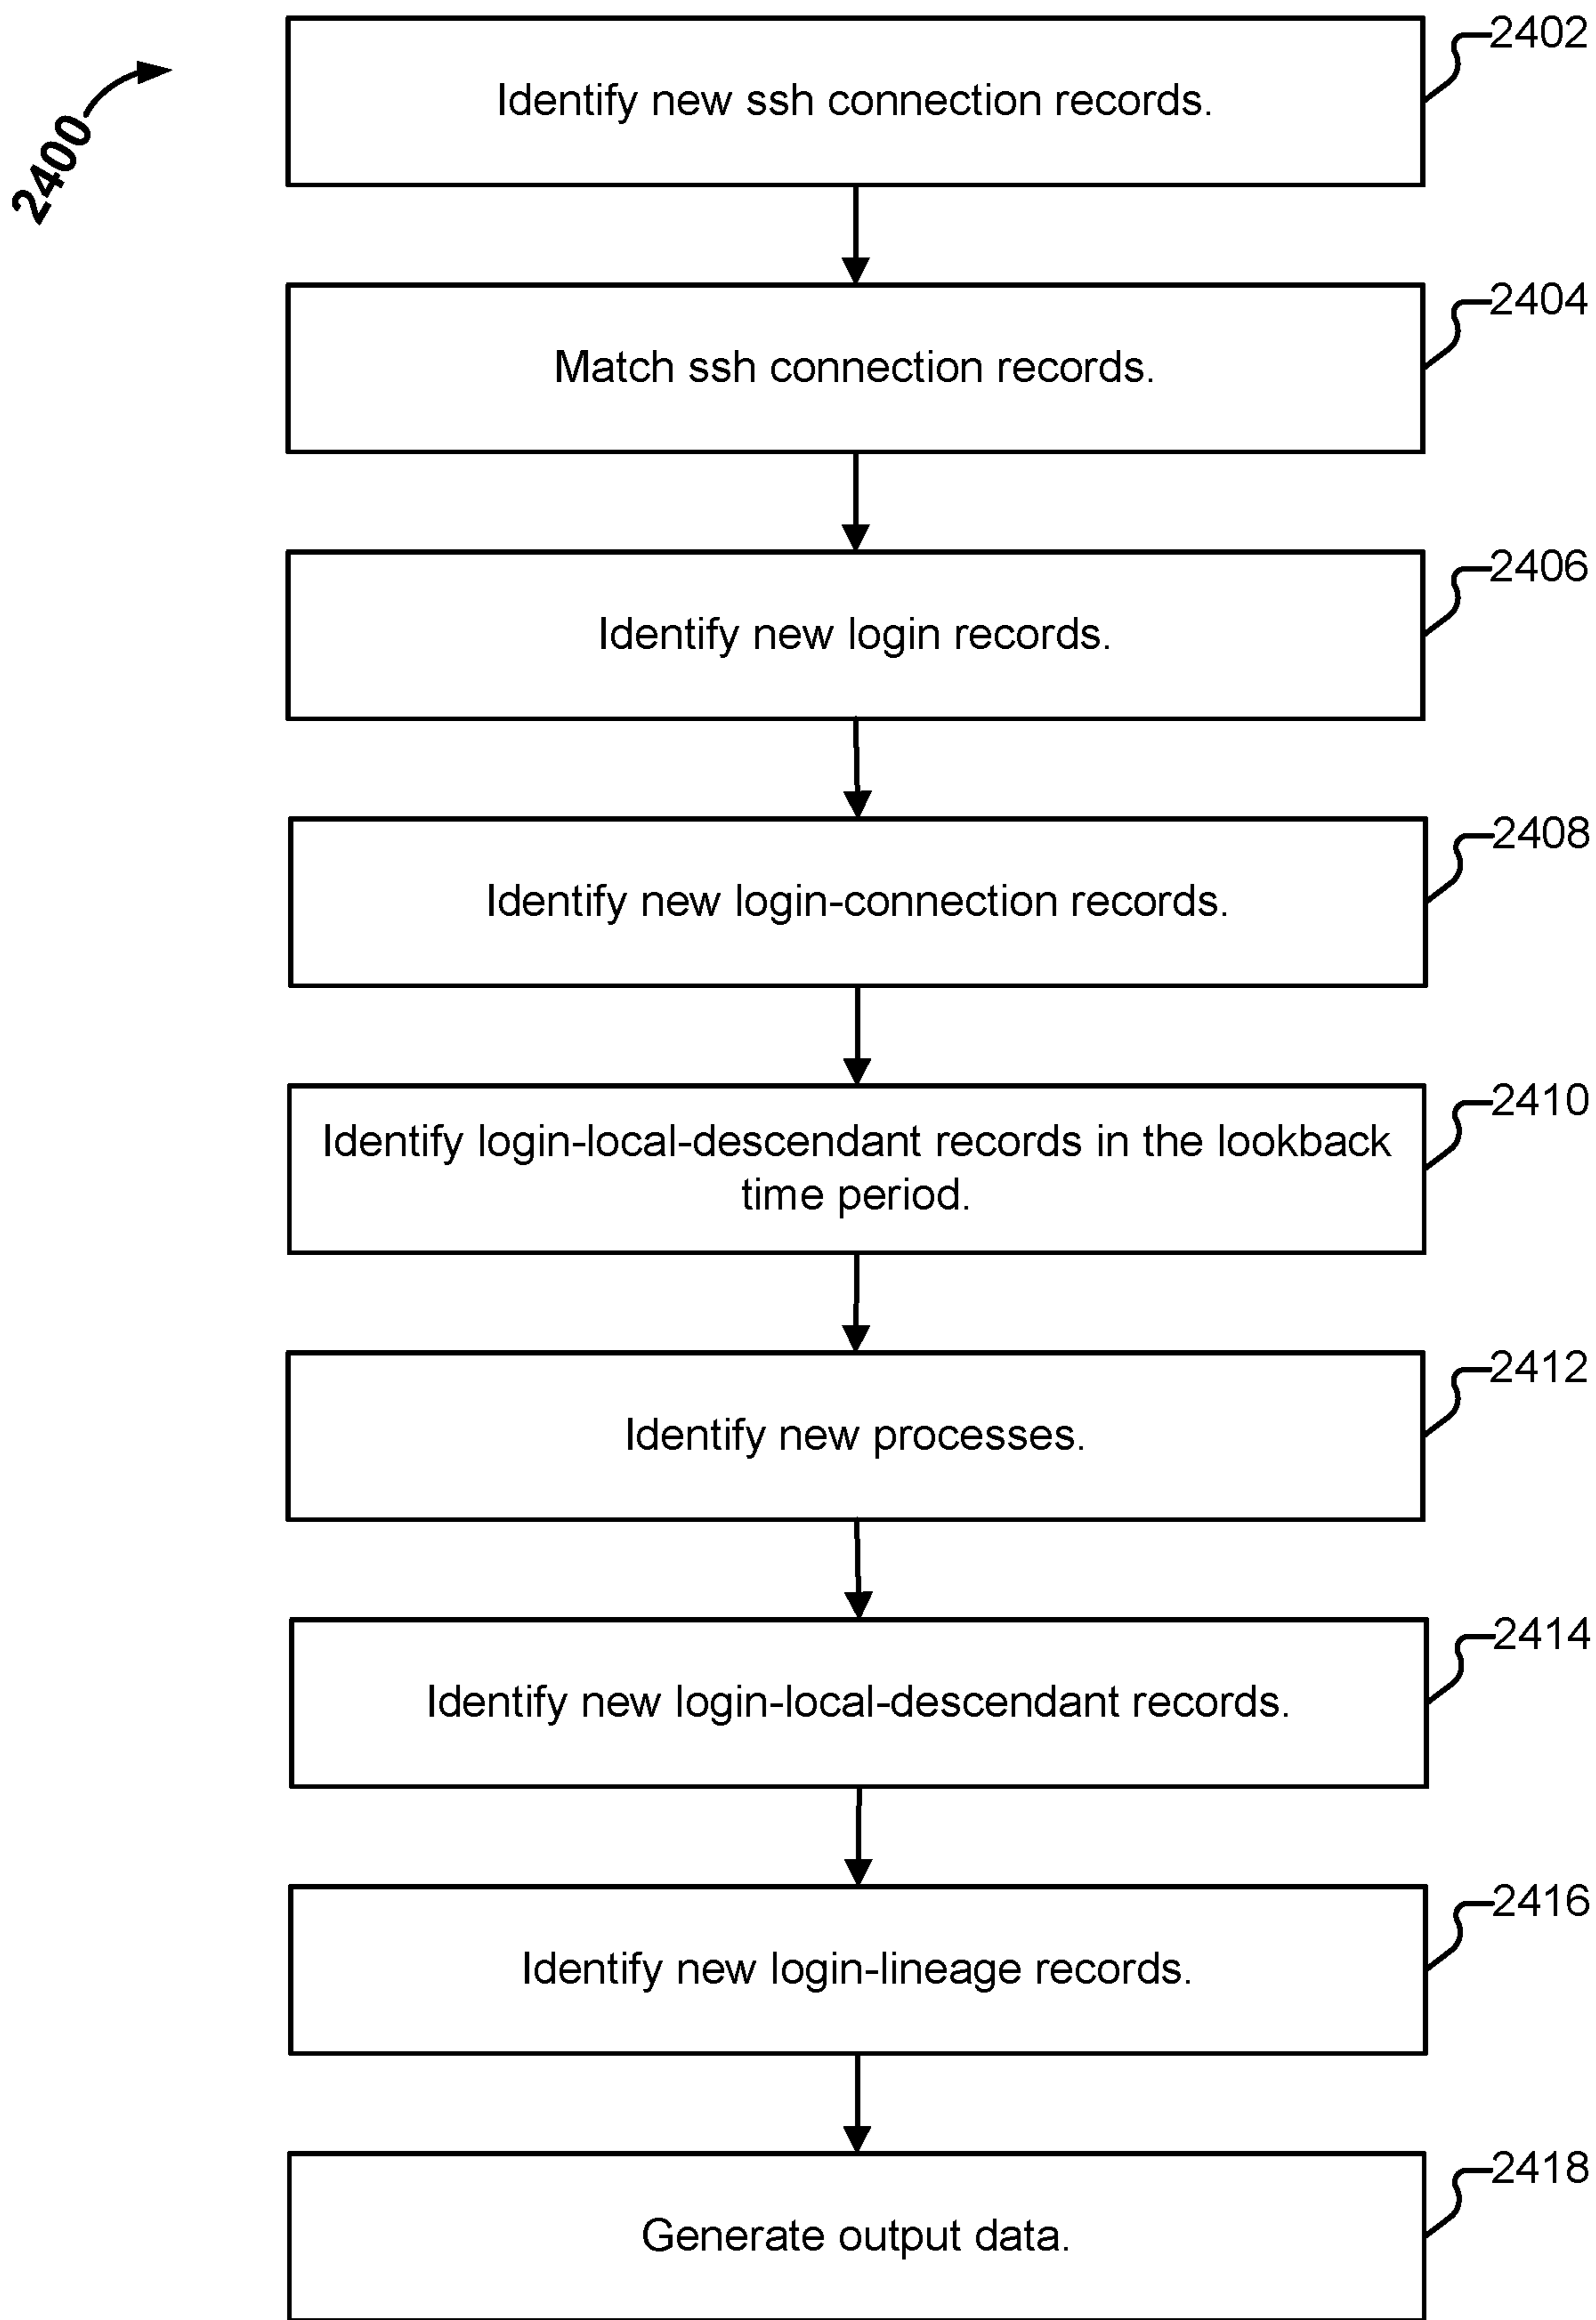 2400
2402
Identify new ssh connection records.
2404
Match ssh connection records.
2406
Identify new login records.
2408
Identify new login-connection records.
2410
Identify login-local-descendant records in the lookback
time period.
2412
Identify new processes.
2414
Identify new login-local-descendant records.
2416
Identify new login-lineage records.
2418
Generate output data.